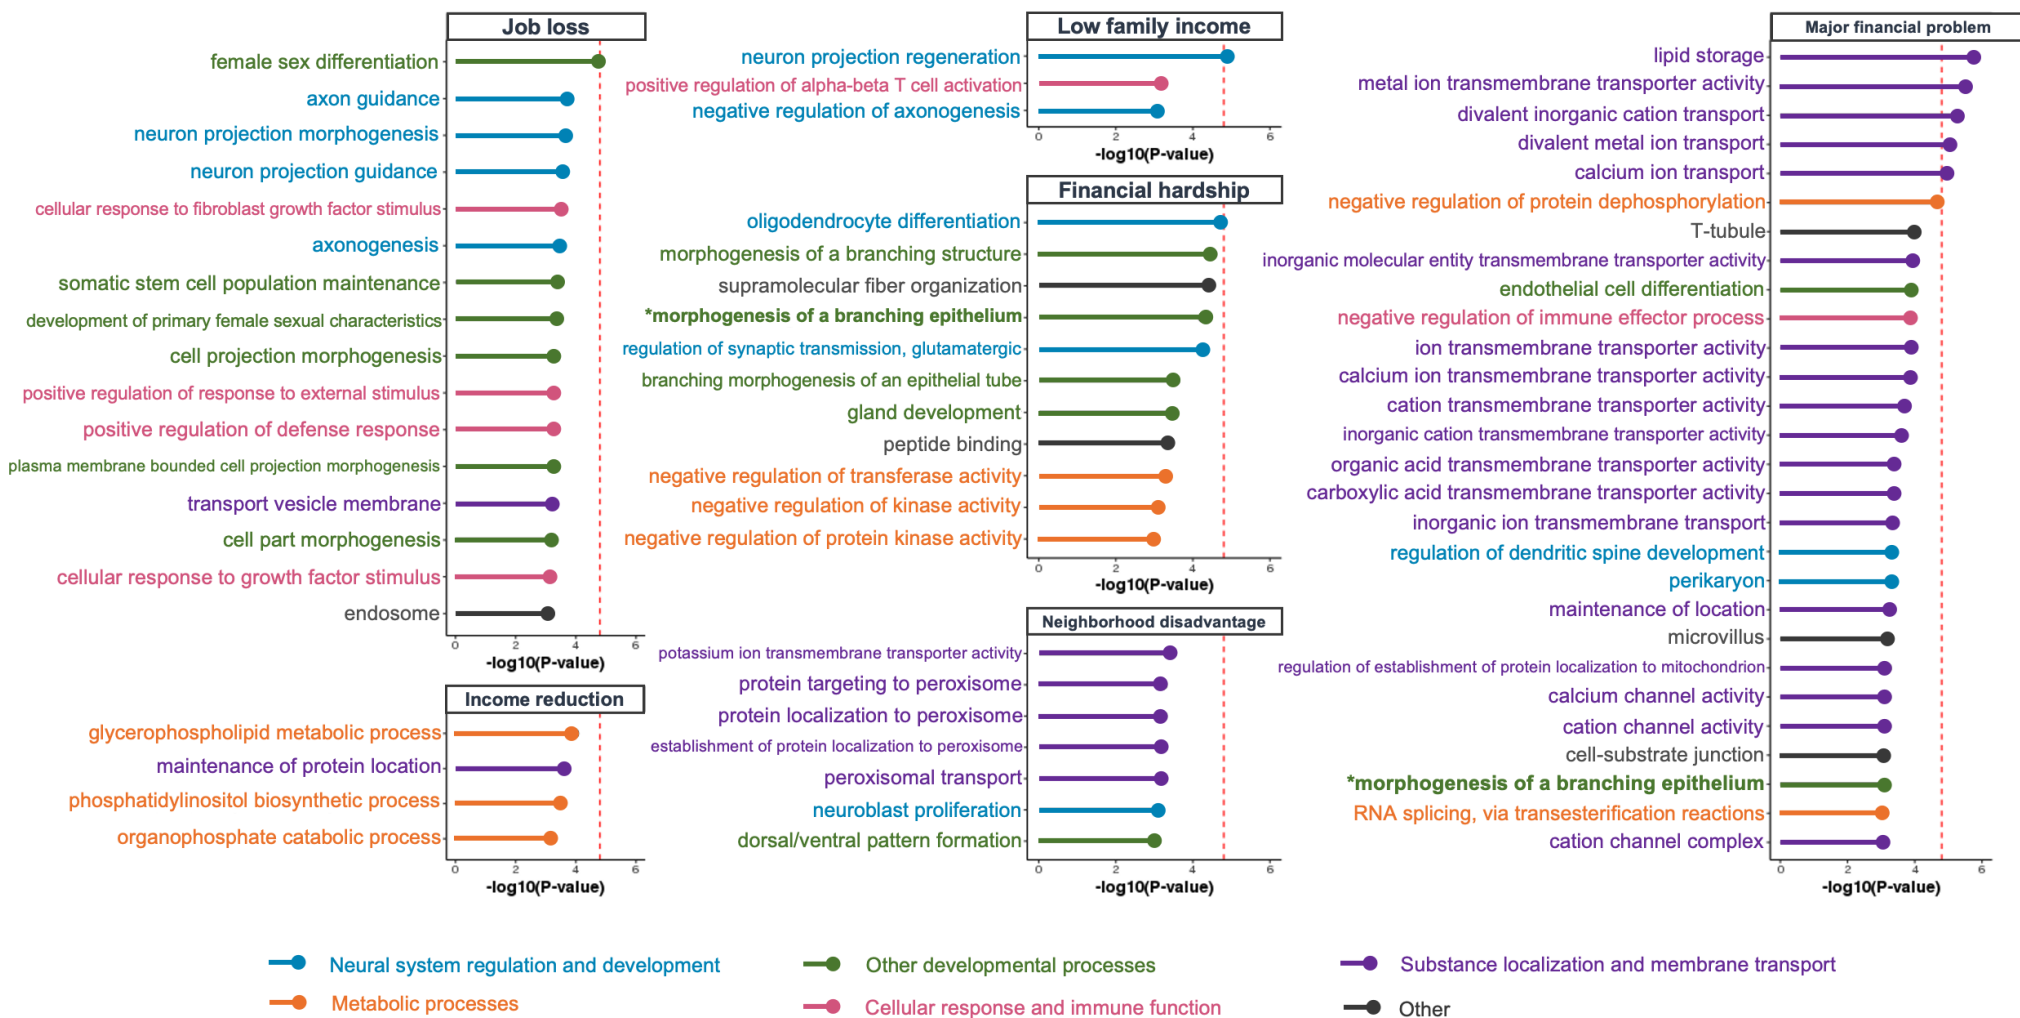 Job loss
female sex differentiation
axon guidance
neuron projection morphogenesis
neuron projection guidance
cellular response to fibroblast growth factor stimulus
axonogenesis
somatic stem cell population maintenance
development of primary female sexual characteristics
cell projection morphogenesis
positive regulation of response to external stimulus
positive regulation of defense response
plasma membrane bounded cell projection morphogenesis
transport vesicle membrane
cell part morphogenesis
cellular response to growth factor stimulus
endosome
0 2 4 6
-log10(P-value)
Income reduction
glycerophospholipid metabolic process
maintenance of protein location
phosphatidylinositol biosynthetic process
organophosphate catabolic process
0 2 4 6
-log10(P-value)
Low family income
neuron projection regeneration
positive regulation of alpha-beta T cell activation
negative regulation of axonogenesis
0 2 4 6
-log10(P-value)
Financial hardship
oligodendrocyte differentiation
morphogenesis of a branching structure
supramolecular fiber organization
*morphogenesis of a branching epithelium
regulation of synaptic transmission, glutamatergic
branching morphogenesis of an epithelial tube
gland development
peptide binding
negative regulation of transferase activity
negative regulation of kinase activity
negative regulation of protein kinase activity
0 2 4 6
-log10(P-value)
Neighborhood disadvantage
potassium ion transmembrane transporter activity
protein targeting to peroxisome
protein localization to peroxisome
establishment of protein localization to peroxisome
peroxisomal transport
neuroblast proliferation
dorsal/ventral pattern formation
0 2 4 6
-log10(P-value)
Major financial problem
lipid storage
metal ion transmembrane transporter activity
divalent inorganic cation transport
divalent metal ion transport
calcium ion transport
negative regulation of protein dephosphorylation
T-tubule
inorganic molecular entity transmembrane transporter activity
endothelial cell differentiation
negative regulation of immune effector process
ion transmembrane transporter activity
calcium ion transmembrane transporter activity
cation transmembrane transporter activity
inorganic cation transmembrane transporter activity
organic acid transmembrane transporter activity
carboxylic acid transmembrane transporter activity
inorganic ion transmembrane transport
regulation of dendritic spine development
perikaryon
maintenance of location
microvillus
regulation of establishment of protein localization to mitochondrion
calcium channel activity
cation channel activity
cell-substrate junction
*morphogenesis of a branching epithelium
RNA splicing, via transesterification reactions
cation channel complex
0 2 4 6
-log10(P-value)
Neural system regulation and development
Other developmental processes
Substance localization and membrane transport
Metabolic processes
Cellular response and immune function
Other